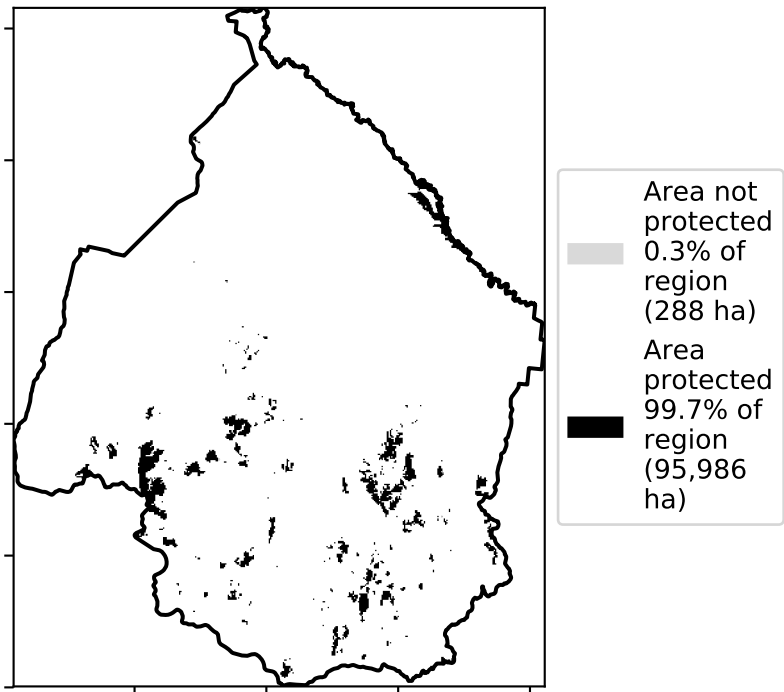 Area not
protected
0.3% of
region
(288 ha)
Area
protected
99.7% of
region
(95,986
ha)